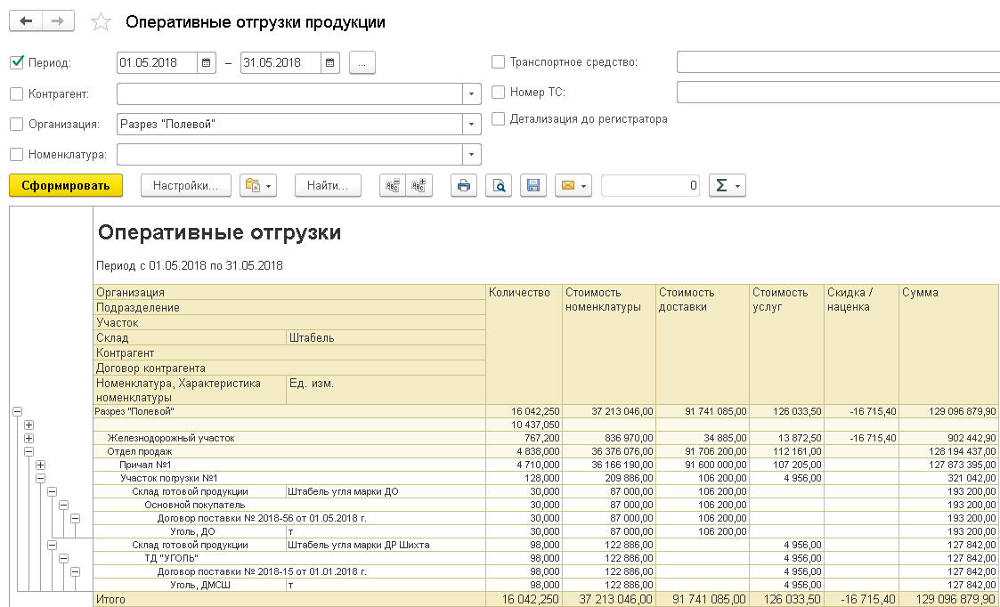 Оперативные отгрузки продукции
Период: 01.05.2018 – 31.05.2018 ... Транспортное средство:
Контрагент: Номер ТС:
Организация: Разрез "Полевой" Детализация до регистратора
Номенклатура:
Сформировать Настройки... Найти... 0 Σ
Оперативные отгрузки
Период с 01.05.2018 по 31.05.2018
Организация Количество Стоимость номенклатуры Стоимость доставки Стоимость услуг Скидка / наценка Сумма
Подразделение
Участок
Склад Штабель
Контрагент
Договор контрагента
Номенклатура, Характеристика номенклатуры Ед. изм.
Разрез "Полевой" 16 042,250 37 213 046,00 91 741 085,00 126 033,50 -16 715,40 129 096 879,90
10 437,050
Железнодорожный участок 767,200 836 970,00 34 885,00 13 872,50 -16 715,40 902 442,90
Отдел продаж 4 838,000 36 376 076,00 91 706 200,00 112 161,00 128 194 437,00
Причал №1 4 710,000 36 166 190,00 91 600 000,00 107 205,00 127 873 395,00
Участок погрузки №1 128,000 209 886,00 106 200,00 4 956,00 321 042,00
Склад готовой продукции Штабель угля марки ДО 30,000 87 000,00 106 200,00 193 200,00
Основной покупатель 30,000 87 000,00 106 200,00 193 200,00
Договор поставки № 2018-56 от 01.05.2018 г. 30,000 87 000,00 106 200,00 193 200,00
Уголь, ДО т 30,000 87 000,00 106 200,00 193 200,00
Склад готовой продукции Штабель угля марки ДР Шихта 98,000 122 886,00 4 956,00 127 842,00
ТД "УГОЛЬ" 98,000 122 886,00 4 956,00 127 842,00
Договор поставки № 2018-15 от 01.01.2018 г. 98,000 122 886,00 4 956,00 127 842,00
Уголь, ДМСШ т 98,000 122 886,00 4 956,00 127 842,00
Итого 16 042,250 37 213 046,00 91 741 085,00 126 033,50 -16 715,40 129 096 879,90